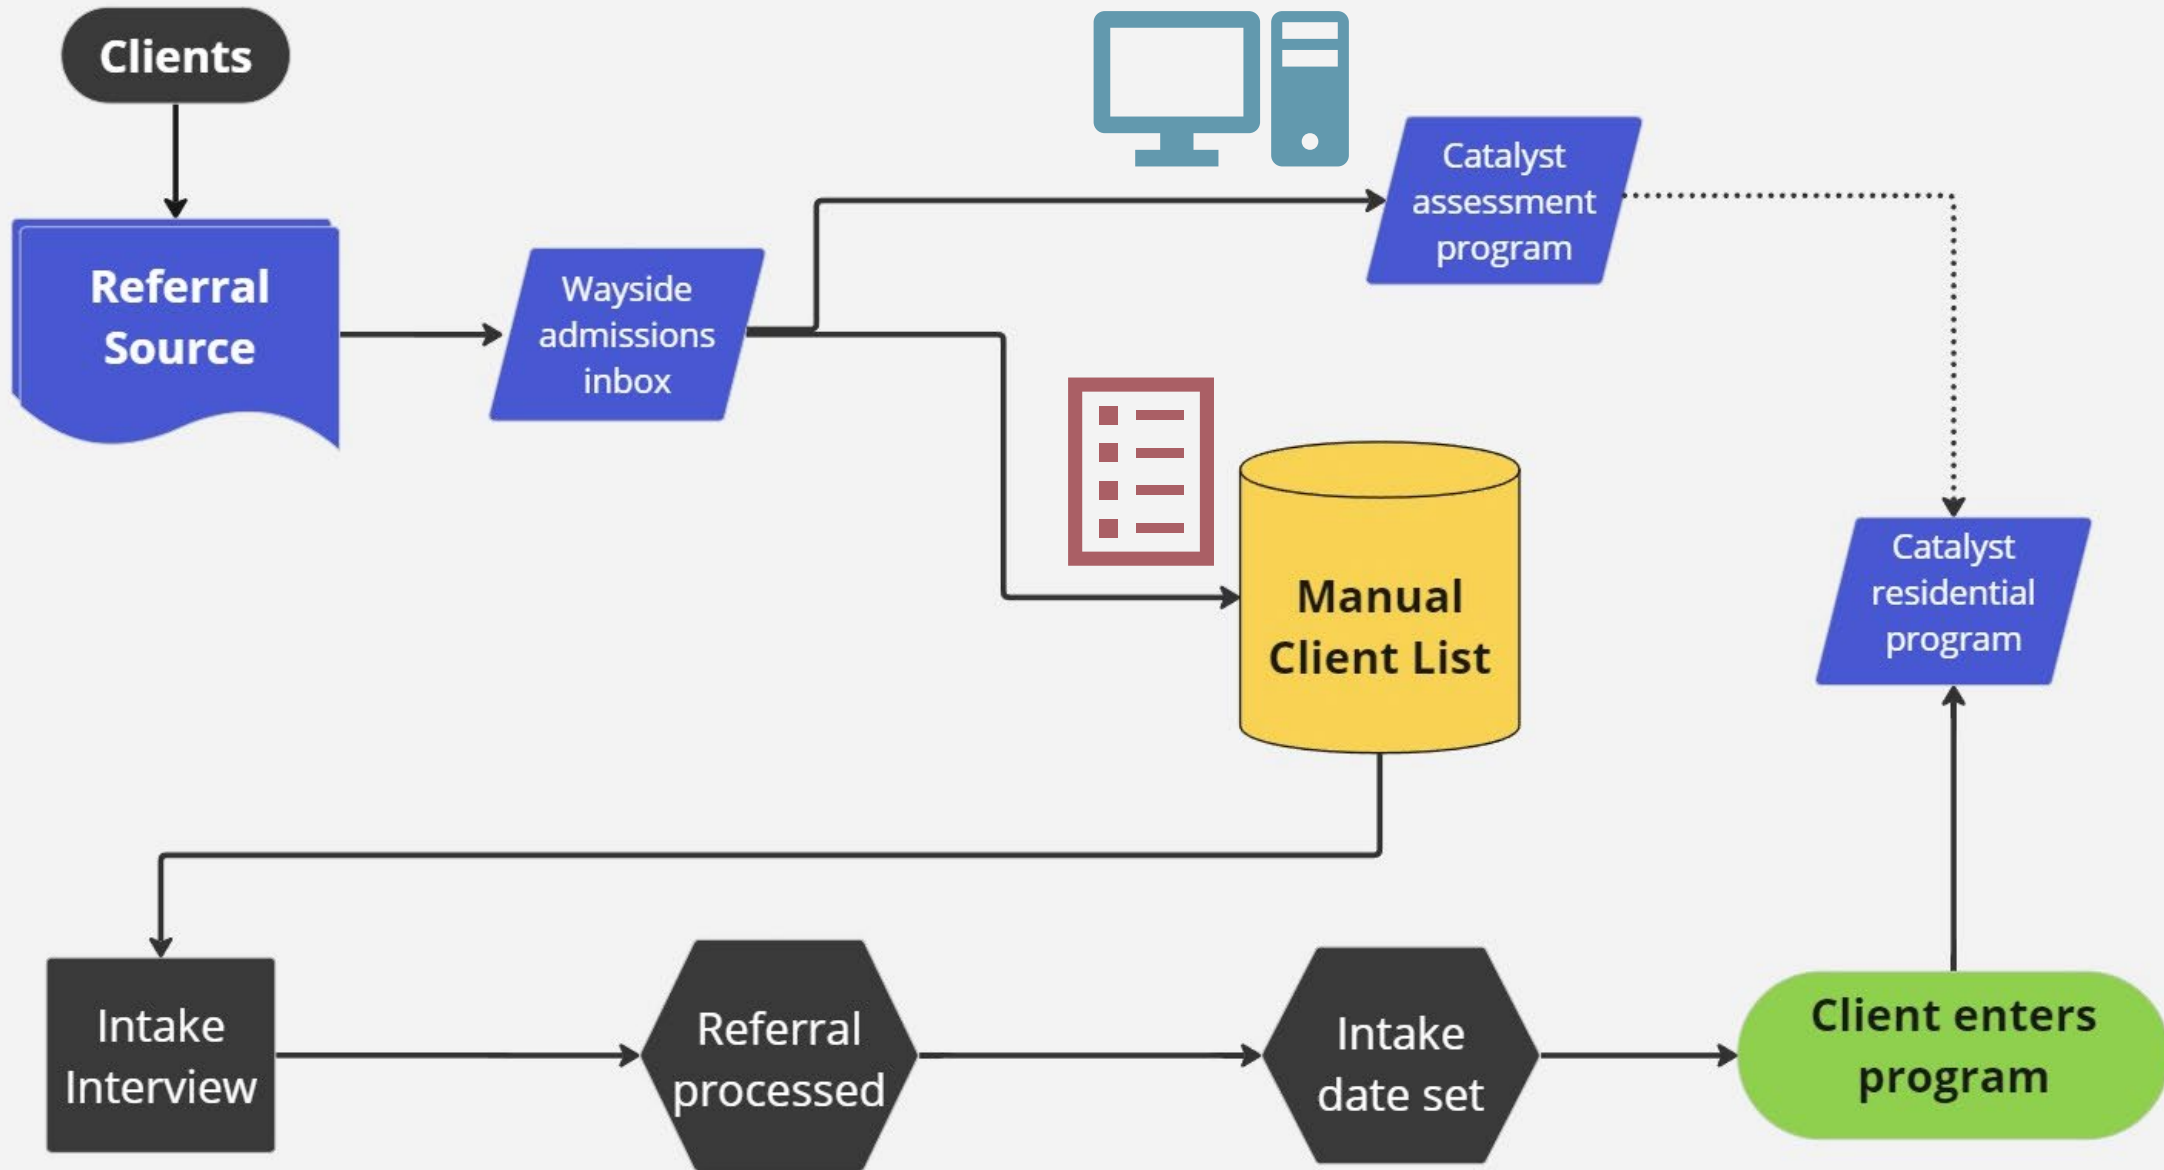 Clients
Referral
Source
Wayside
admissions
inbox
Catalyst
assessment
program
Manual
Client List
Catalyst
residential
program
Intake
Interview
Referral
processed
Intake
date set
Client enters
program